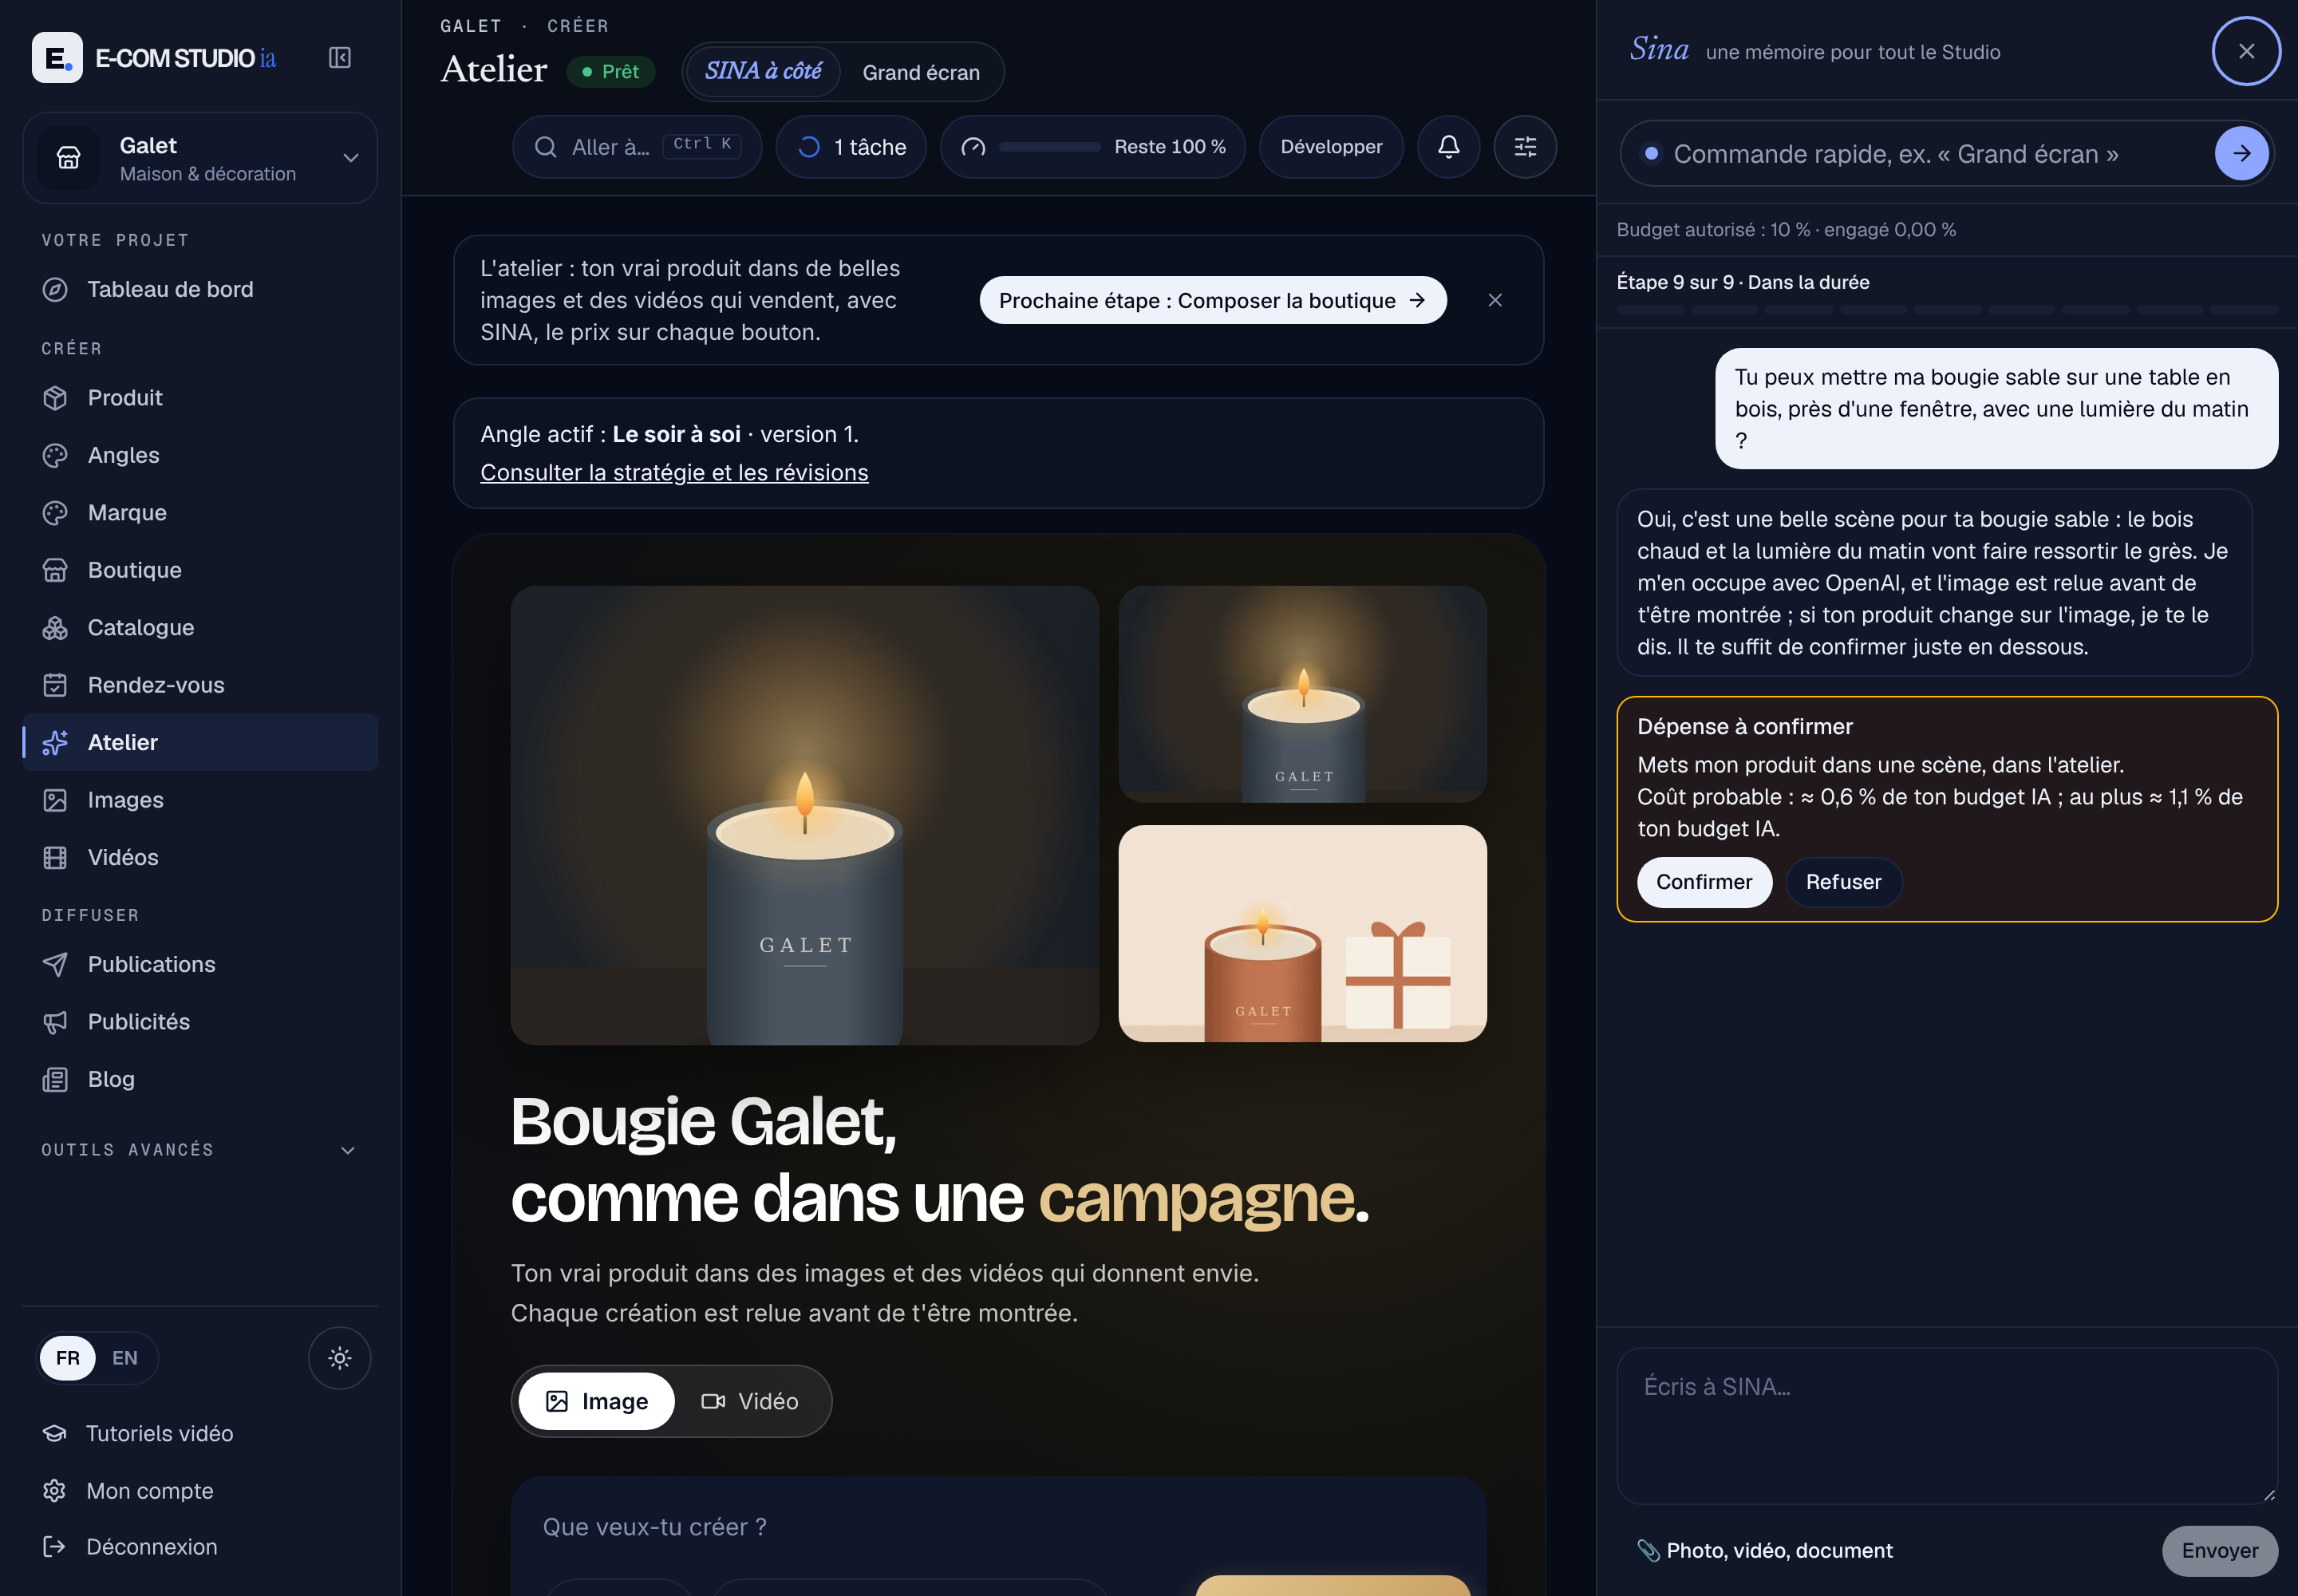 E. E-COM STUDIO ia
Galet
Maison & décoration
VOTRE PROJET
Tableau de bord
CRÉER
Produit
Angles
Marque
Boutique
Catalogue
Rendez-vous
Atelier
Images
Vidéos
DIFFUSER
Publications
Publicités
Blog
OUTILS AVANCÉS
FR EN
Tutoriels vidéo
Mon compte
Déconnexion
GALET · CRÉER
Atelier Prêt SINA à côté Grand écran
Aller à... Ctrl K 1 tâche Reste 100 % Développer
L'atelier : ton vrai produit dans de belles
images et des vidéos qui vendent, avec
SINA, le prix sur chaque bouton.
Prochaine étape : Composer la boutique →
Angle actif : Le soir à soi · version 1.
Consulter la stratégie et les révisions
GALET
GALET
GALET
Bougie Galet,
comme dans une campagne.
Ton vrai produit dans des images et des vidéos qui donnent envie.
Chaque création est relue avant de t'être montrée.
Image Vidéo
Que veux-tu créer ?
Sina une mémoire pour tout le Studio
Commande rapide, ex. « Grand écran »
Budget autorisé : 10 % · engagé 0,00 %
Étape 9 sur 9 · Dans la durée
Tu peux mettre ma bougie sable sur une table en
bois, près d'une fenêtre, avec une lumière du matin
?
Oui, c'est une belle scène pour ta bougie sable : le bois
chaud et la lumière du matin vont faire ressortir le grès. Je
m'en occupe avec OpenAI, et l'image est relue avant de
t'être montrée ; si ton produit change sur l'image, je te le
dis. Il te suffit de confirmer juste en dessous.
Dépense à confirmer
Mets mon produit dans une scène, dans l'atelier.
Coût probable : ≈ 0,6 % de ton budget IA ; au plus ≈ 1,1 % de
ton budget IA.
Confirmer Refuser
Écris à SINA...
Photo, vidéo, document Envoyer